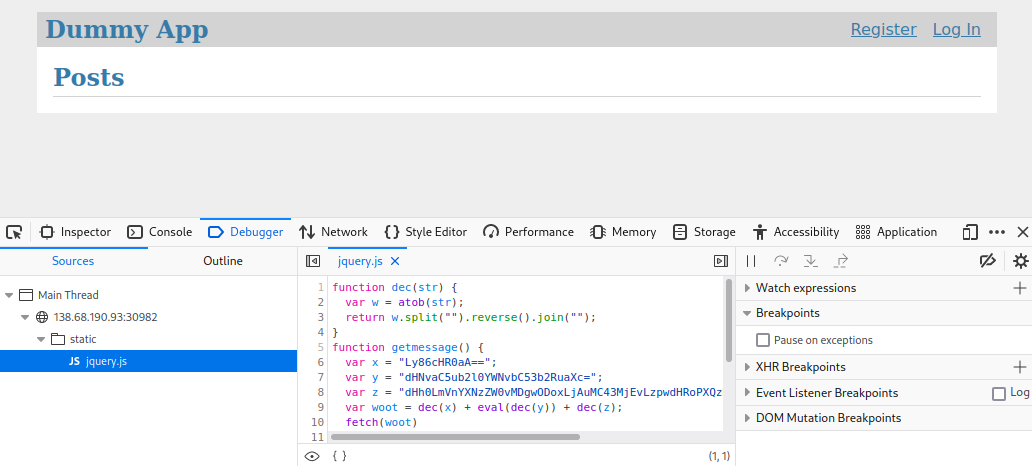 Dummy App Register Log In
Posts
Inspector Console Debugger Network Style Editor Performance Memory Storage Accessibility Application
Sources Outline jquery.js
Main Thread
138.68.190.93:30982
static
JS jquery.js
1 function dec(str) {
2 var w = atob(str);
3 return w.split("").reverse().join("");
4 }
5 function getmessage() {
6 var x = "Ly86cHR0aA==";
7 var y = "dHNvaC5ub2l0YWNvbC53b2RuaXc=";
8 var z = "dHh0LmVnYXNzZW0vMDgwODoxLjAuMC43MjEvLzpwdHRoPXQz
9 var woot = dec(x) + eval(dec(y)) + dec(z);
10 fetch(woot)
11
{ } (1, 1)
Watch expressions
Breakpoints
Pause on exceptions
XHR Breakpoints
Event Listener Breakpoints Log
DOM Mutation Breakpoints